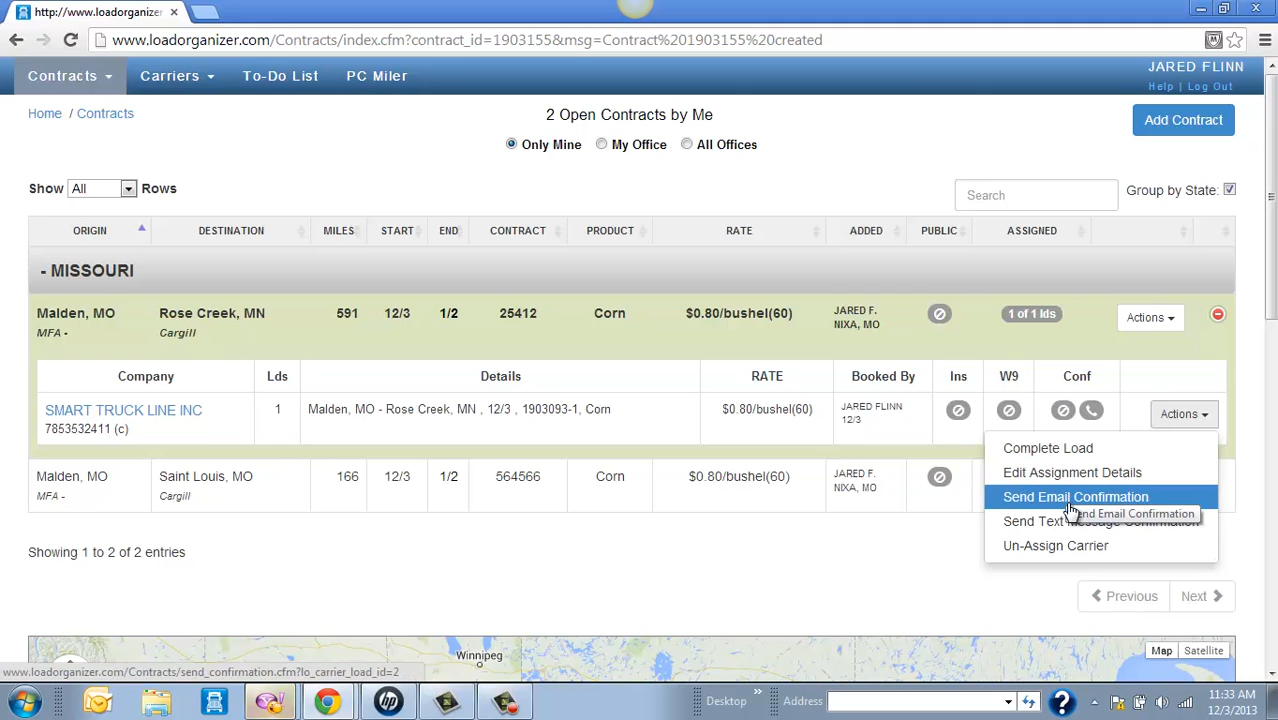 http://www.loadorganizer.c
www.loadorganizer.com/Contracts/index.cfm?contract_id=1903155&msg=Contract%201903155%20created
Contracts Carriers To-Do List PC Miler
JARED FLINN
Help | Log Out
Home / Contracts
2 Open Contracts by Me
Add Contract
Only Mine My Office All Offices
Show All Rows
Search
Group by State:
ORIGIN DESTINATION MILES START END CONTRACT PRODUCT RATE ADDED PUBLIC ASSIGNED
- MISSOURI
Malden, MO Rose Creek, MN 591 12/3 1/2 25412 Corn $0.80/bushel(60) JARED F. 1 of 1 lds Actions
MFA - Cargill NIXA, MO
Company Lds Details RATE Booked By Ins W9 Conf
SMART TRUCK LINE INC 1 Malden, MO - Rose Creek, MN , 12/3 , 1903093-1, Corn $0.80/bushel(60) JARED FLINN Actions
7853532411 (c) 12/3
Complete Load
Edit Assignment Details
Send Email Confirmation
Send Email Confirmation
Send Text Message Confirmation
Un-Assign Carrier
Malden, MO Saint Louis, MO 166 12/3 1/2 564566 Corn $0.80/bushel(60) JARED F.
MFA - Cargill NIXA, MO
Showing 1 to 2 of 2 entries
Previous Next
Winnipeg
Map Satellite
www.loadorganizer.com/Contracts/send_confirmation.cfm?lo_carrier_load_id=2
Desktop » Address
11:33 AM
12/3/2013